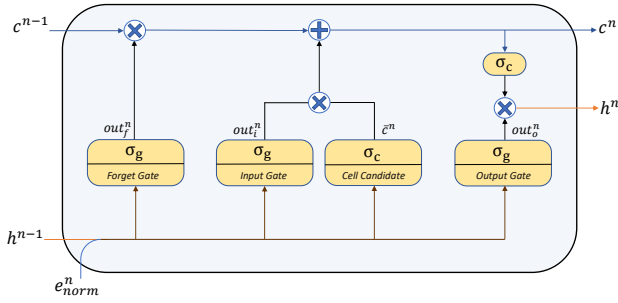 c^{n-1}
c^n
σ_c
h^n
out_f^n
out_i^n
c̃^n
out_o^n
σ_g
σ_g
σ_c
σ_g
Forget Gate
Input Gate
Cell Candidate
Output Gate
h^{n-1}
e_{norm}^n